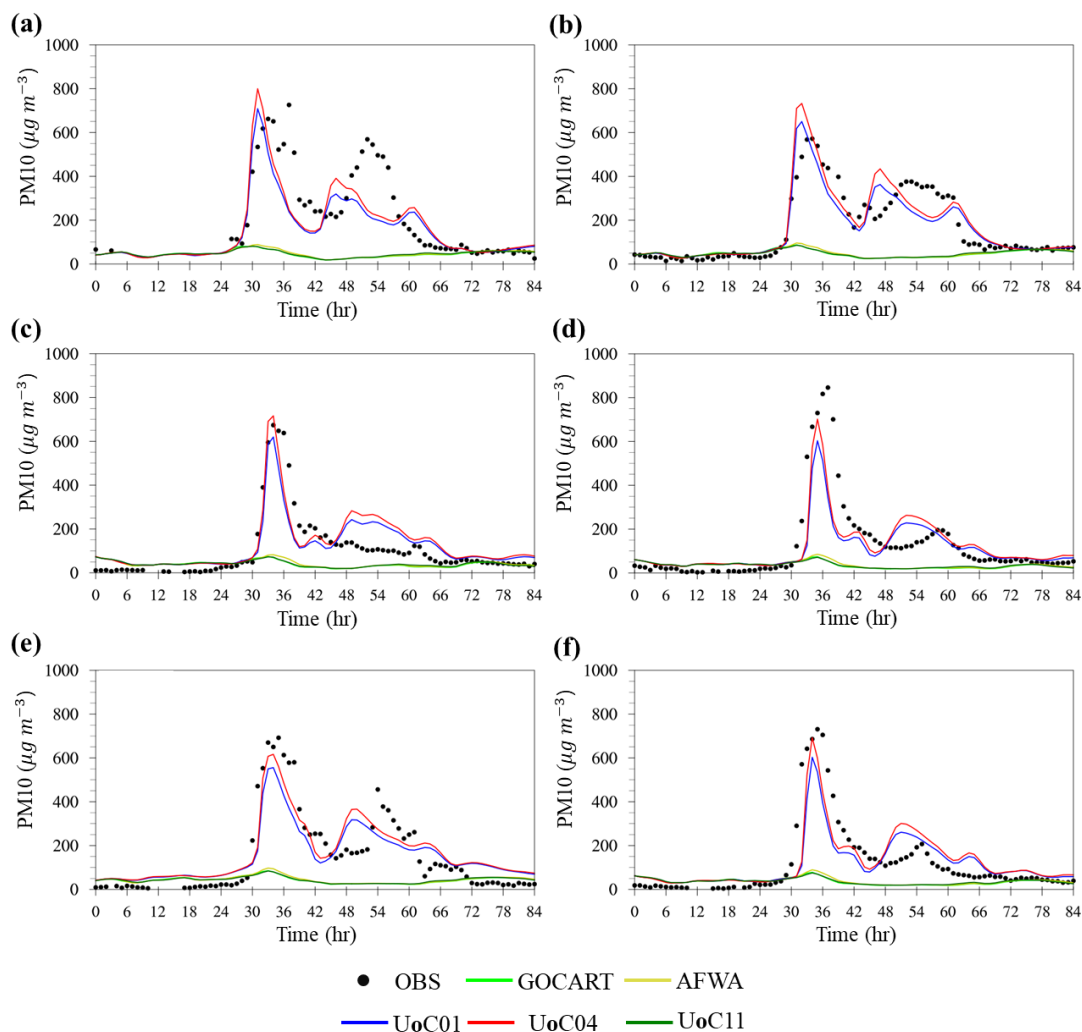 (a)
(b)
1000
800
600
400
200
0
PM10 (μg m⁻³)
0 6 12 18 24 30 36 42 48 54 60 66 72 78 84
Time (hr)
1000
800
600
400
200
0
PM10 (μg m⁻³)
0 6 12 18 24 30 36 42 48 54 60 66 72 78 84
Time (hr)
(c)
(d)
1000
800
600
400
200
0
PM10 (μg m⁻³)
0 6 12 18 24 30 36 42 48 54 60 66 72 78 84
Time (hr)
1000
800
600
400
200
0
PM10 (μg m⁻³)
0 6 12 18 24 30 36 42 48 54 60 66 72 78 84
Time (hr)
(e)
(f)
1000
800
600
400
200
0
PM10 (μg m⁻³)
0 6 12 18 24 30 36 42 48 54 60 66 72 78 84
Time (hr)
1000
800
600
400
200
0
PM10 (μg m⁻³)
0 6 12 18 24 30 36 42 48 54 60 66 72 78 84
Time (hr)
OBS GOCART AFWA
UoC01 UoC04 UoC11